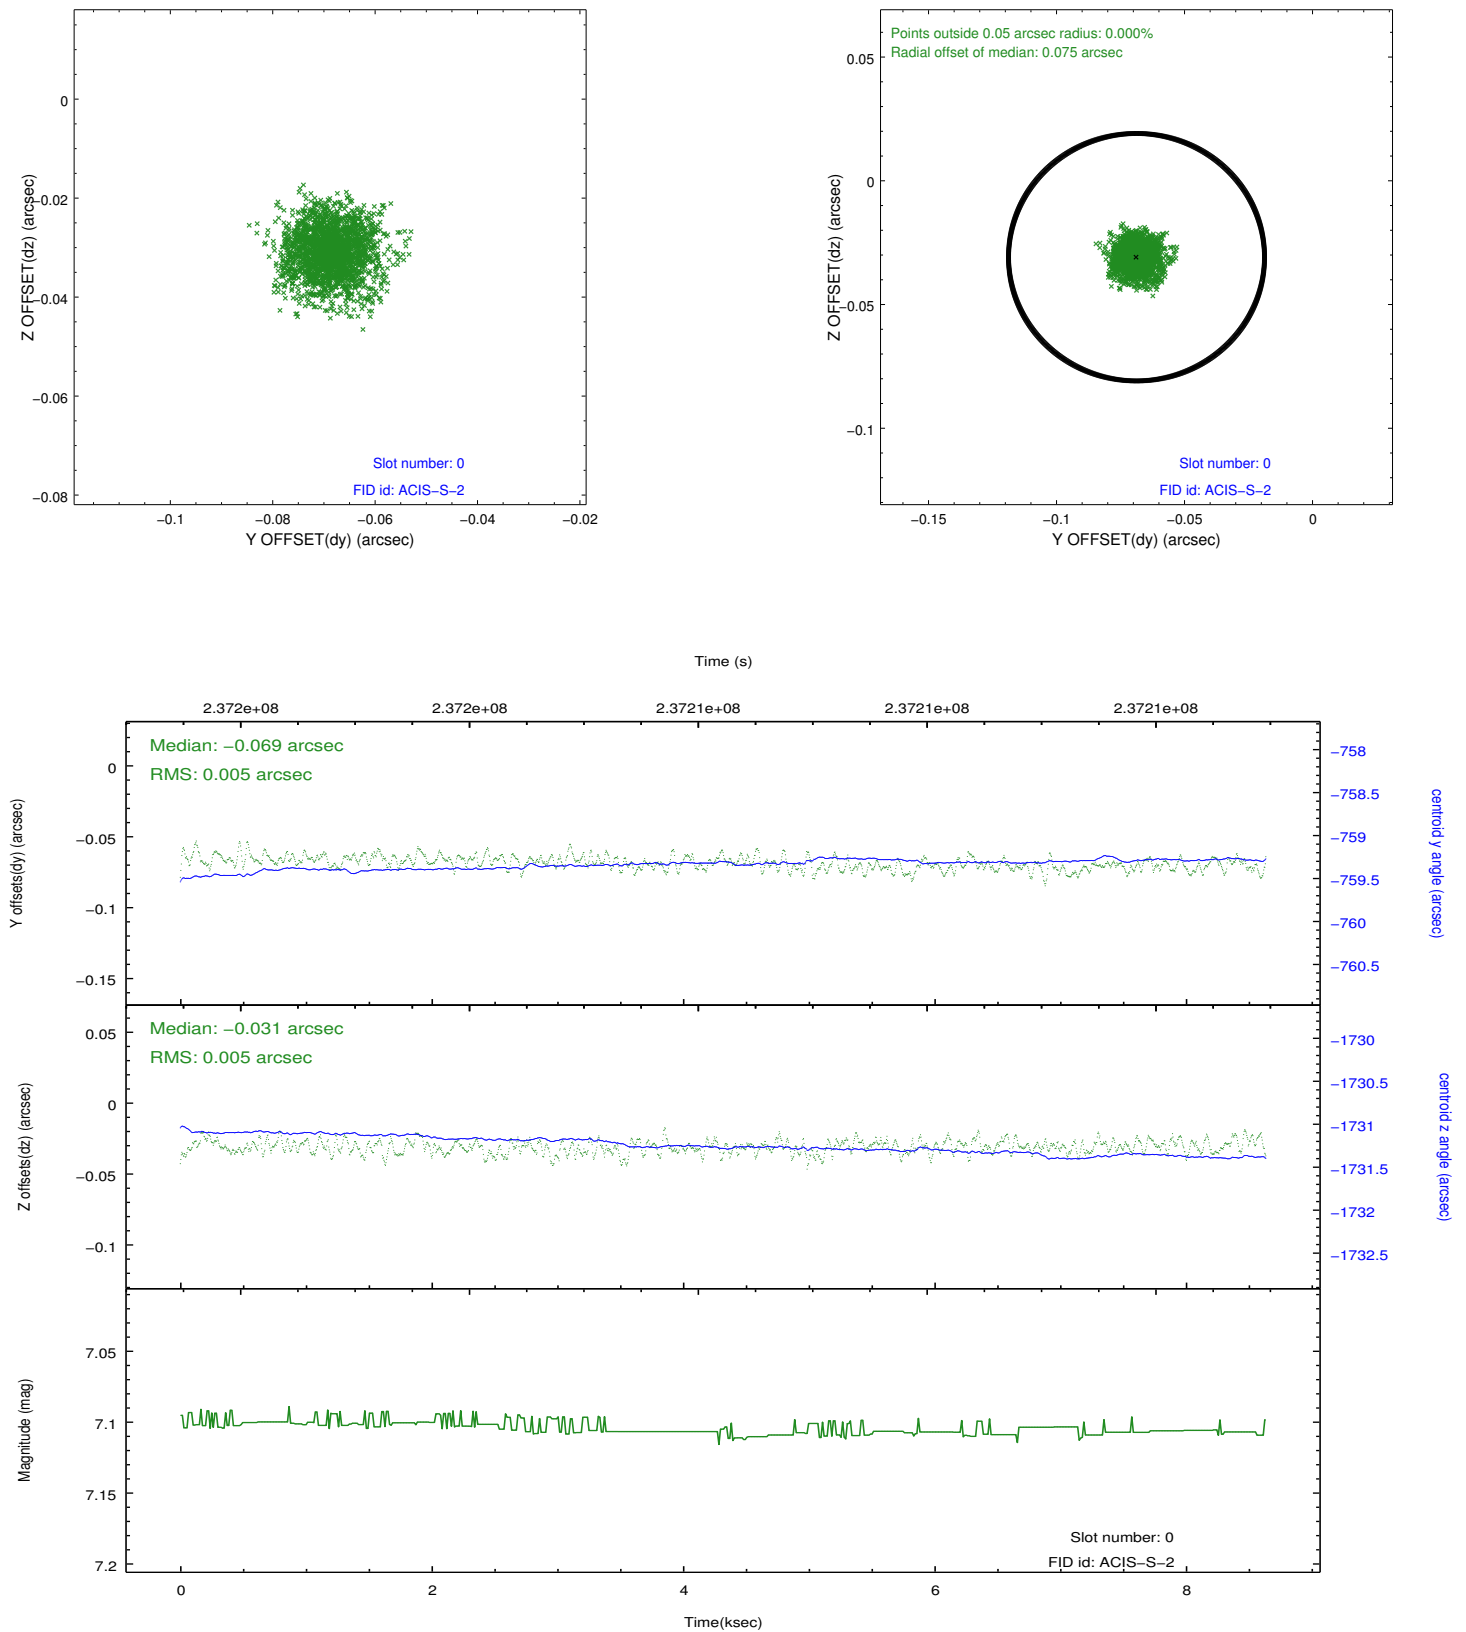 0
−0.02
−0.04
−0.06
−0.08
Z OFFSET(dz) (arcsec)
Slot number: 0
FID id: ACIS−S−2
−0.1 −0.08 −0.06 −0.04 −0.02
Y OFFSET(dy) (arcsec)
Points outside 0.05 arcsec radius: 0.000%
Radial offset of median: 0.075 arcsec
0.05
0
−0.05
−0.1
Z OFFSET(dz) (arcsec)
Slot number: 0
FID id: ACIS−S−2
−0.15 −0.1 −0.05 0
Y OFFSET(dy) (arcsec)
Time (s)
2.372e+08 2.372e+08 2.3721e+08 2.3721e+08 2.3721e+08
Median: −0.069 arcsec
RMS: 0.005 arcsec
0
−0.05
−0.1
−0.15
Y offsets(dy) (arcsec)
−758
−758.5
−759
−759.5
−760
−760.5
centroid y angle (arcsec)
Median: −0.031 arcsec
RMS: 0.005 arcsec
0.05
0
−0.05
−0.1
Z offsets(dz) (arcsec)
−1730
−1730.5
−1731
−1731.5
−1732
−1732.5
centroid z angle (arcsec)
7.05
7.1
7.15
7.2
Magnitude (mag)
Slot number: 0
FID id: ACIS−S−2
0 2 4 6 8
Time(ksec)